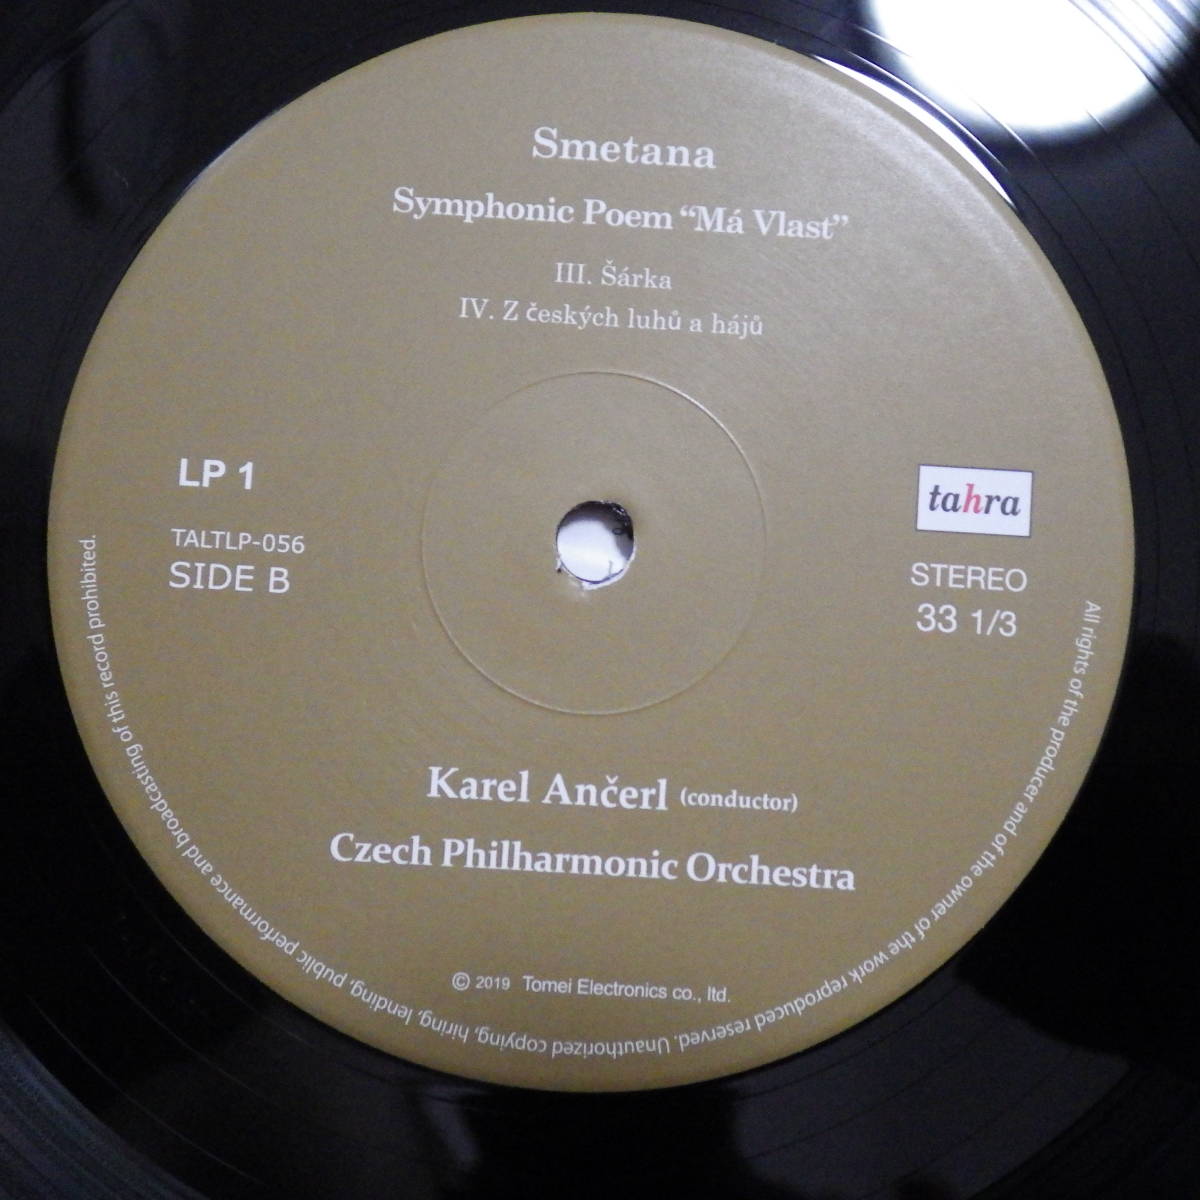 Smetana
Symphonic Poem “Má Vlast”
III. Šárka
IV. Z českých luhů a hájů
LP 1
TALTLP-056
SIDE B
tahra
STEREO
33 1/3
Karel Ančerl (conductor)
Czech Philharmonic Orchestra
© 2019 Tomei Electronics co., ltd.
All rights of the producer and of the owner of the work reproduced reserved. Unauthorized copying, hiring, lending, public performance and broadcasting of this record prohibited.